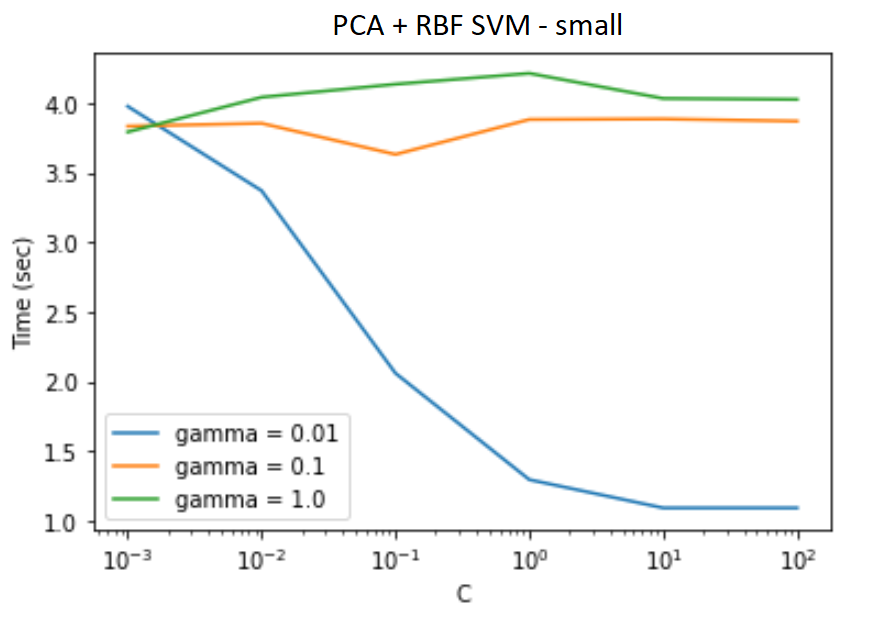 PCA + RBF SVM - small
Time (sec)
4.0
3.5
3.0
2.5
2.0
1.5
1.0
gamma = 0.01
gamma = 0.1
gamma = 1.0
10⁻³ 10⁻² 10⁻¹ 10⁰ 10¹ 10²
C